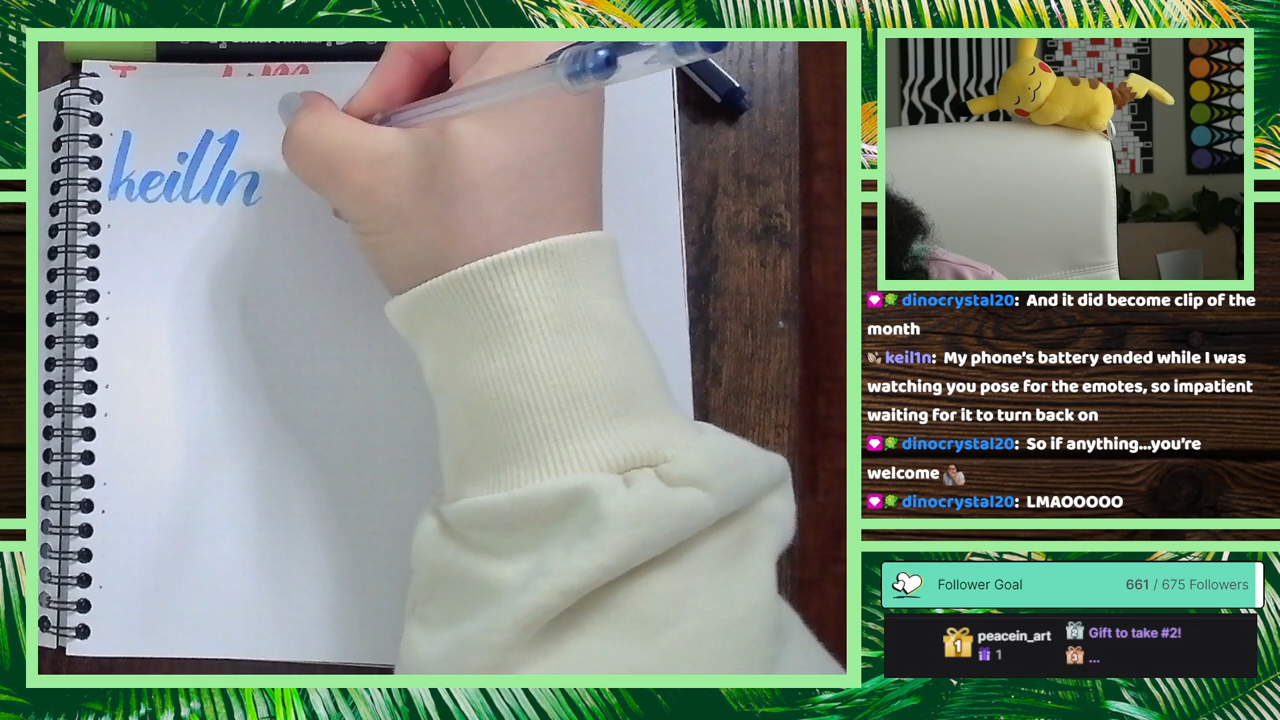 keil1n
dinocrystal20: And it did become clip of the
month
keil1n: My phone's battery ended while I was
watching you pose for the emotes, so impatient
waiting for it to turn back on
dinocrystal20: So if anything...you're
welcome
dinocrystal20: LMAOOOOO
Follower Goal 661 / 675 Followers
1 peacein_art 1
2 Gift to take #2!
3 ...